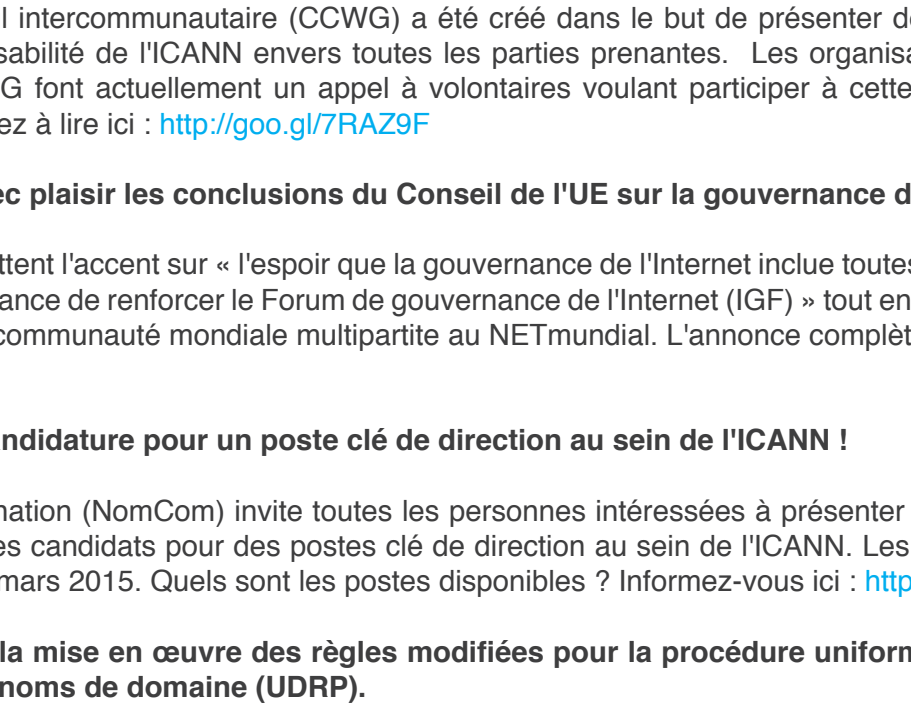 l intercommunautaire (CCWG) a été créé dans le but de présenter d
sabilité de l'ICANN envers toutes les parties prenantes. Les organisa
G font actuellement un appel à volontaires voulant participer à cette
ez à lire ici : http://goo.gl/7RAZ9F
ec plaisir les conclusions du Conseil de l'UE sur la gouvernance d
ttent l'accent sur « l'espoir que la gouvernance de l'Internet inclue toutes
ance de renforcer le Forum de gouvernance de l'Internet (IGF) » tout en
communauté mondiale multipartite au NETmundial. L'annonce complèt
ndidature pour un poste clé de direction au sein de l'ICANN !
nation (NomCom) invite toutes les personnes intéressées à présenter
es candidats pour des postes clé de direction au sein de l'ICANN. Les
mars 2015. Quels sont les postes disponibles ? Informez-vous ici : http
la mise en œuvre des règles modifiées pour la procédure uniform
noms de domaine (UDRP).